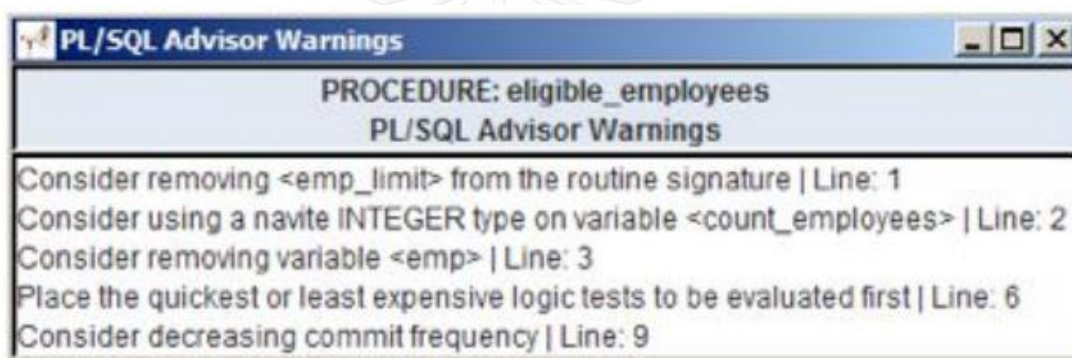 PL/SQL Advisor Warnings
PROCEDURE: eligible_employees
PL/SQL Advisor Warnings
Consider removing <emp_limit> from the routine signature | Line: 1
Consider using a navite INTEGER type on variable <count_employees> | Line: 2
Consider removing variable <emp> | Line: 3
Place the quickest or least expensive logic tests to be evaluated first | Line: 6
Consider decreasing commit frequency | Line: 9